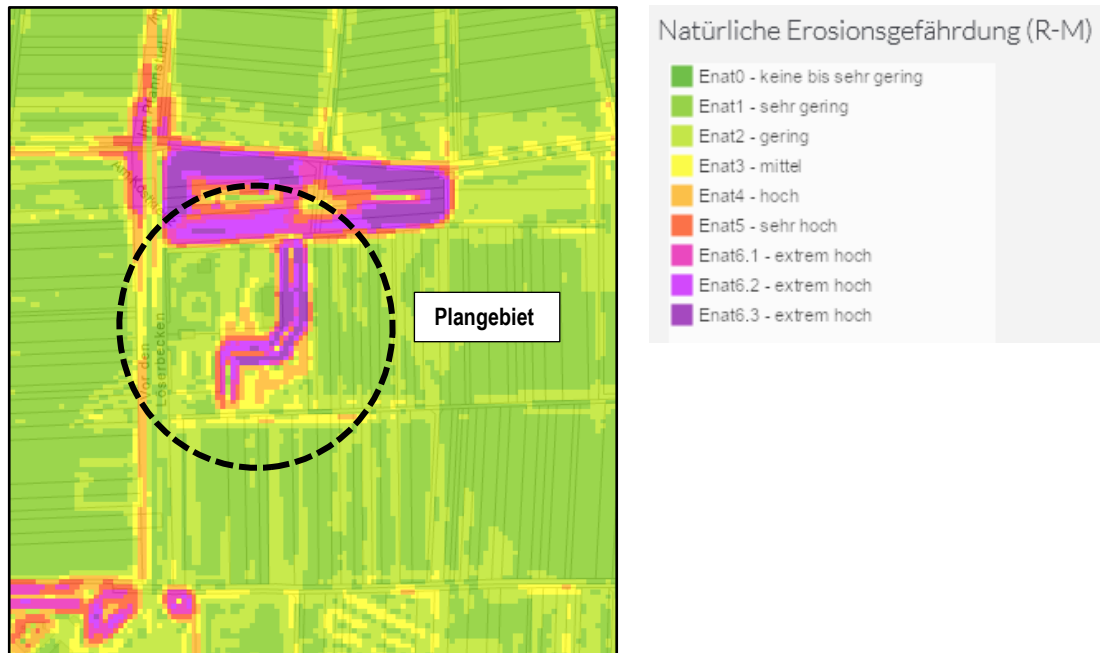 Natürliche Erosionsgefährdung (R-M)
Enat0 - keine bis sehr gering
Enat1 - sehr gering
Enat2 - gering
Enat3 - mittel
Enat4 - hoch
Enat5 - sehr hoch
Enat6.1 - extrem hoch
Enat6.2 - extrem hoch
Enat6.3 - extrem hoch
Plangebiet
Vor den
Löserbecken